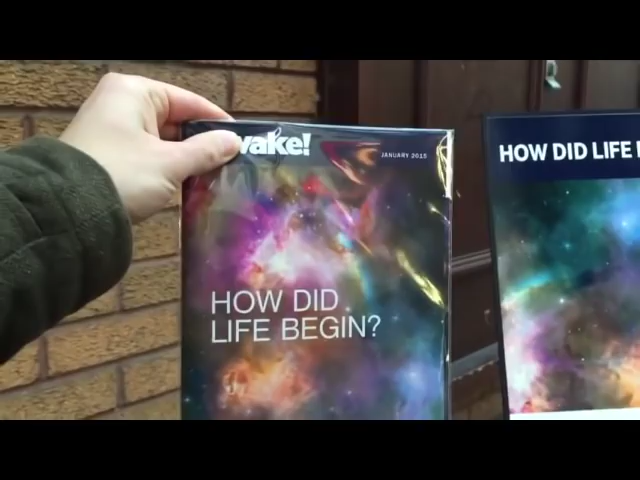 wake!
JANUARY 2015
HOW DID
LIFE BEGIN?
HOW DID LIFE